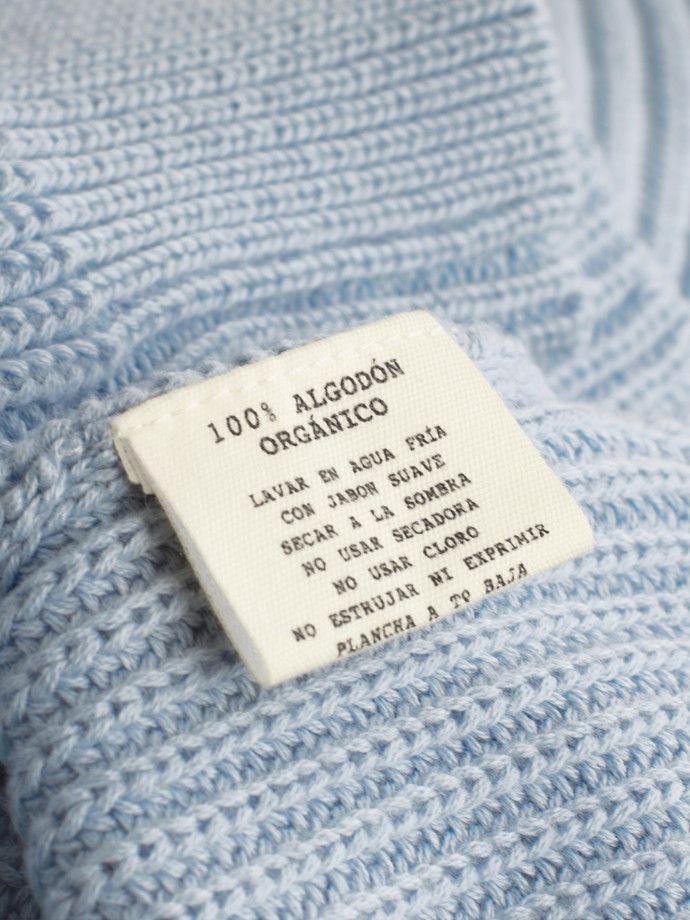 100% ALGODÓN
ORGÁNICO
LAVAR EN AGUA FRÍA
CON JABON SUAVE
SECAR A LA SOMBRA
NO USAR SECADORA
NO USAR CLORO
NO ESTRUJAR NI EXPRIMIR
PLANCHA A Tº BAJA